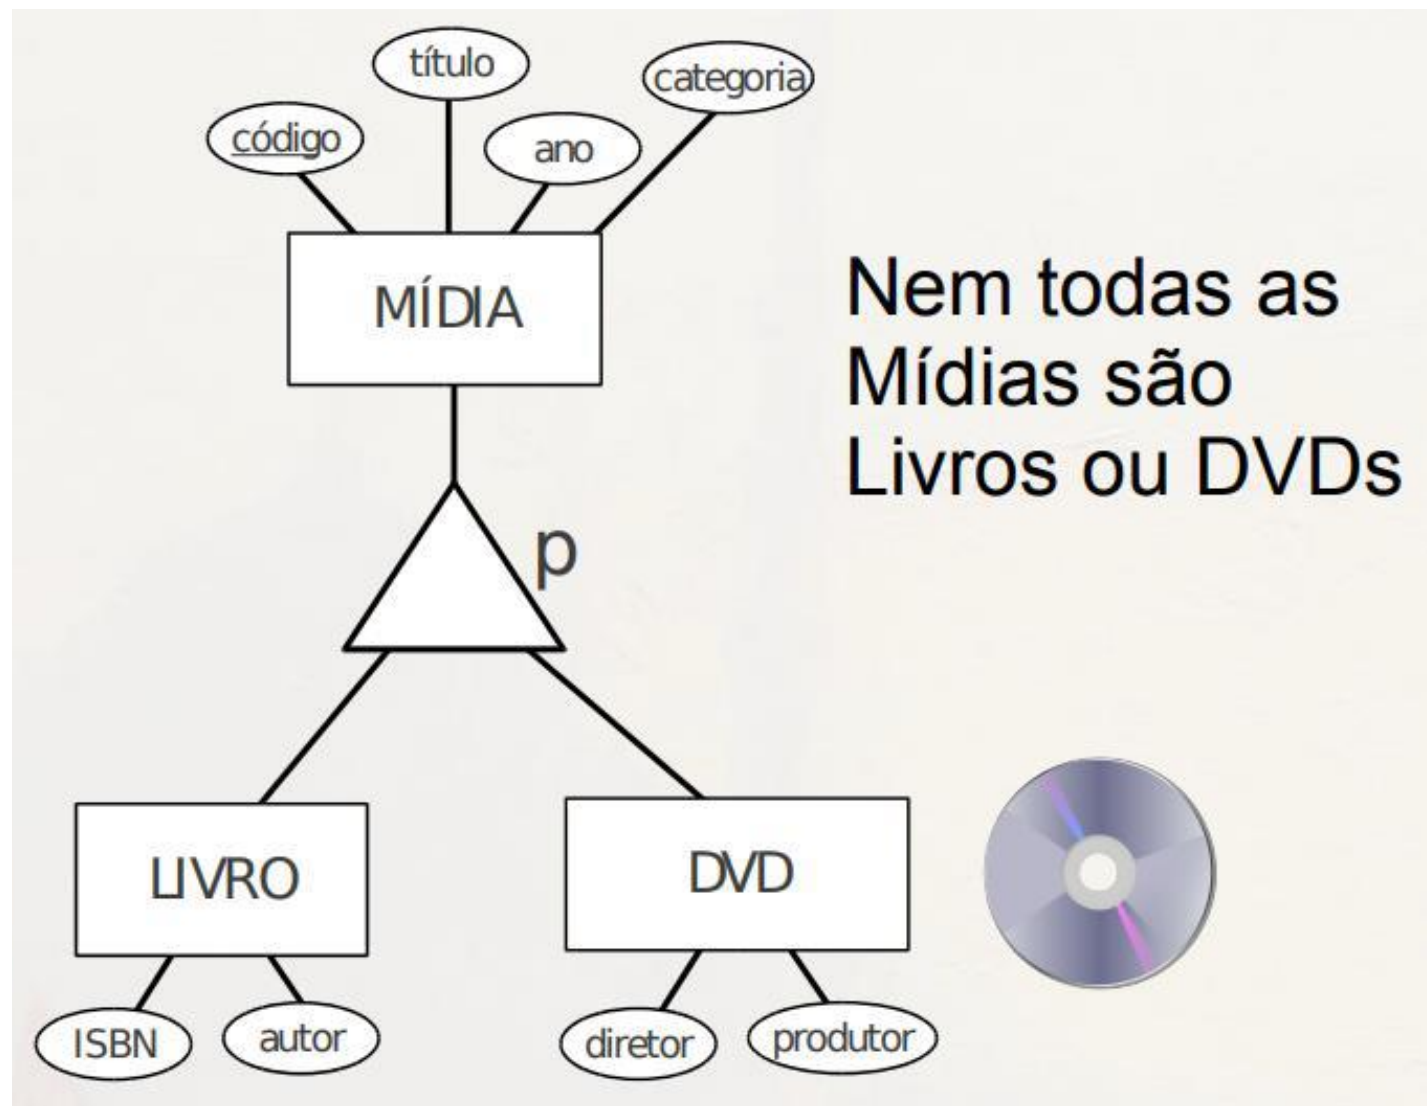 título
categoria
código
ano
MÍDIA
Nem todas as
Mídias são
Livros ou DVDs
p
LIVRO
DVD
ISBN
autor
diretor
produtor